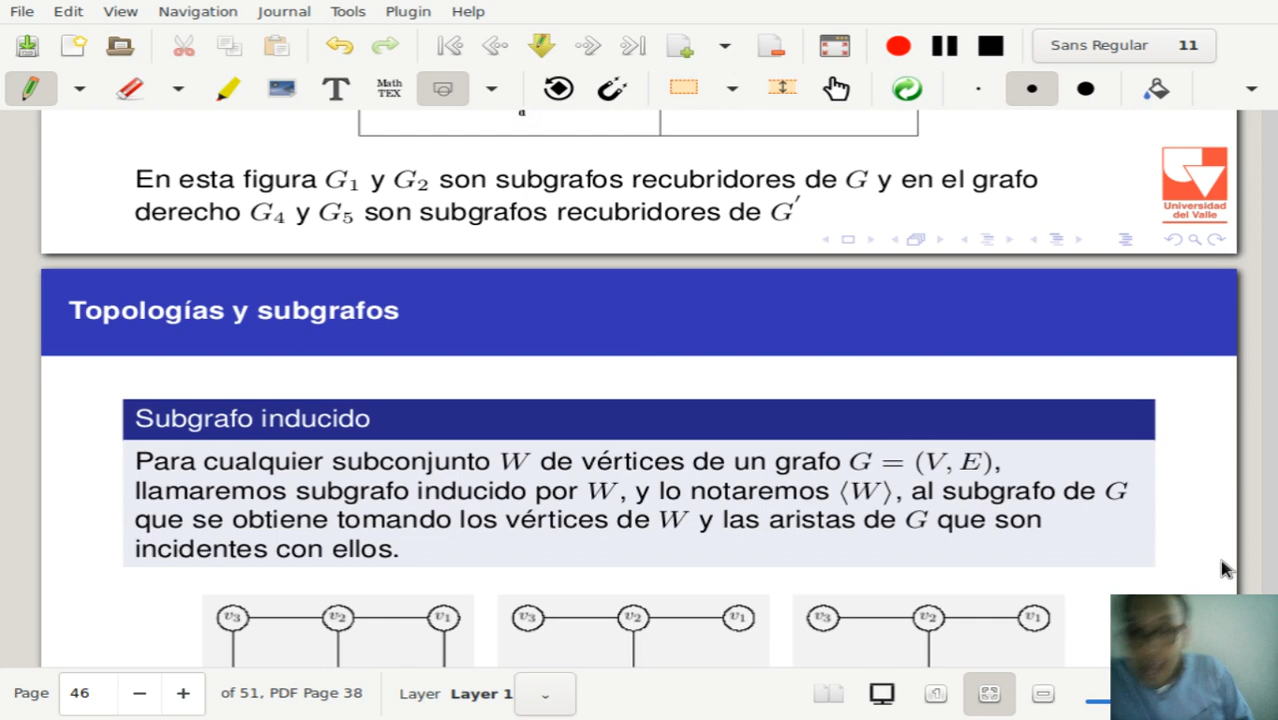 File Edit View Navigation Journal Tools Plugin Help
Sans Regular 11
T Math TEX
d
En esta figura G₁ y G₂ son subgrafos recubridores de G y en el grafo
derecho G₄ y G₅ son subgrafos recubridores de G′
Universidad
del Valle
Topologías y subgrafos
Subgrafo inducido
Para cualquier subconjunto W de vértices de un grafo G = (V, E),
llamaremos subgrafo inducido por W, y lo notaremos ⟨W⟩, al subgrafo de G
que se obtiene tomando los vértices de W y las aristas de G que son
incidentes con ellos.
v₃ v₂ v₁ v₃ v₂ v₁ v₃ v₂ v₁
Page 46 of 51, PDF Page 38 Layer Layer 1